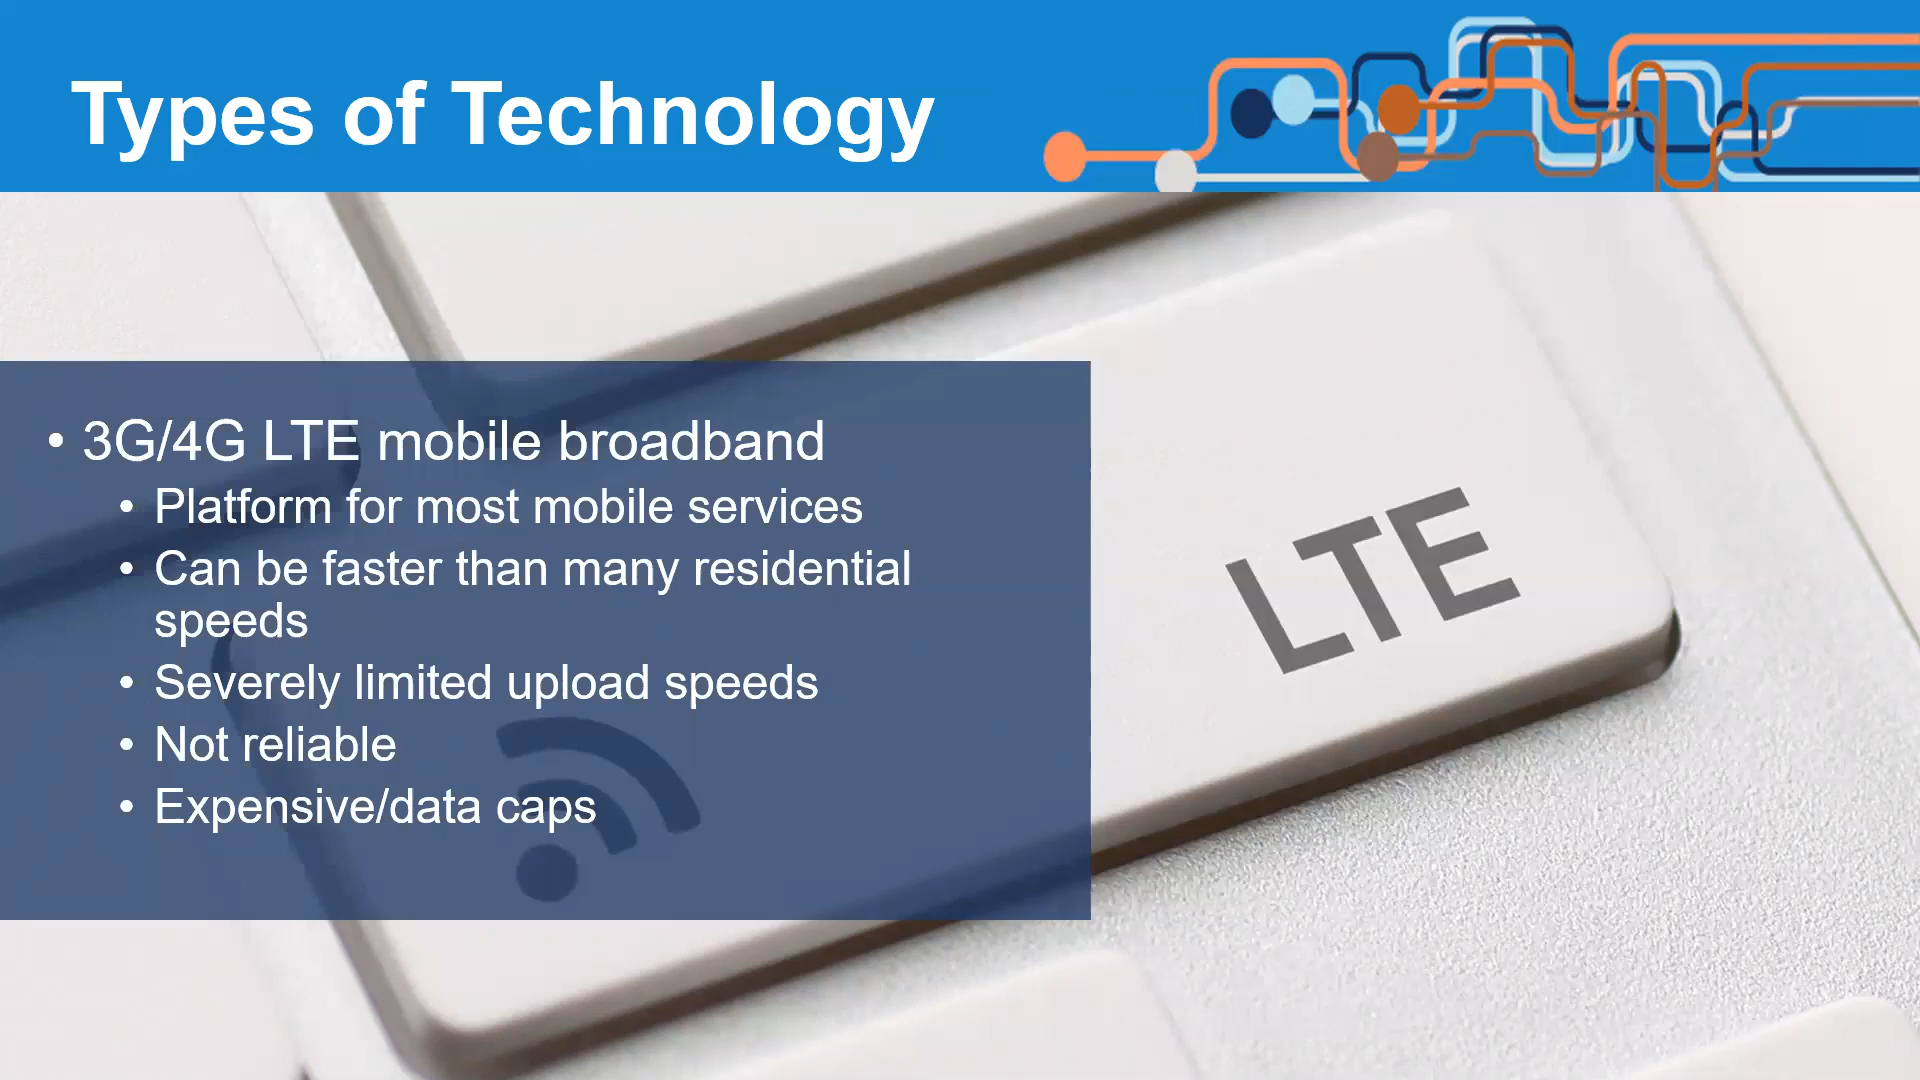 Types of Technology
• 3G/4G LTE mobile broadband
• Platform for most mobile services
• Can be faster than many residential
speeds
• Severely limited upload speeds
• Not reliable
• Expensive/data caps
LTE